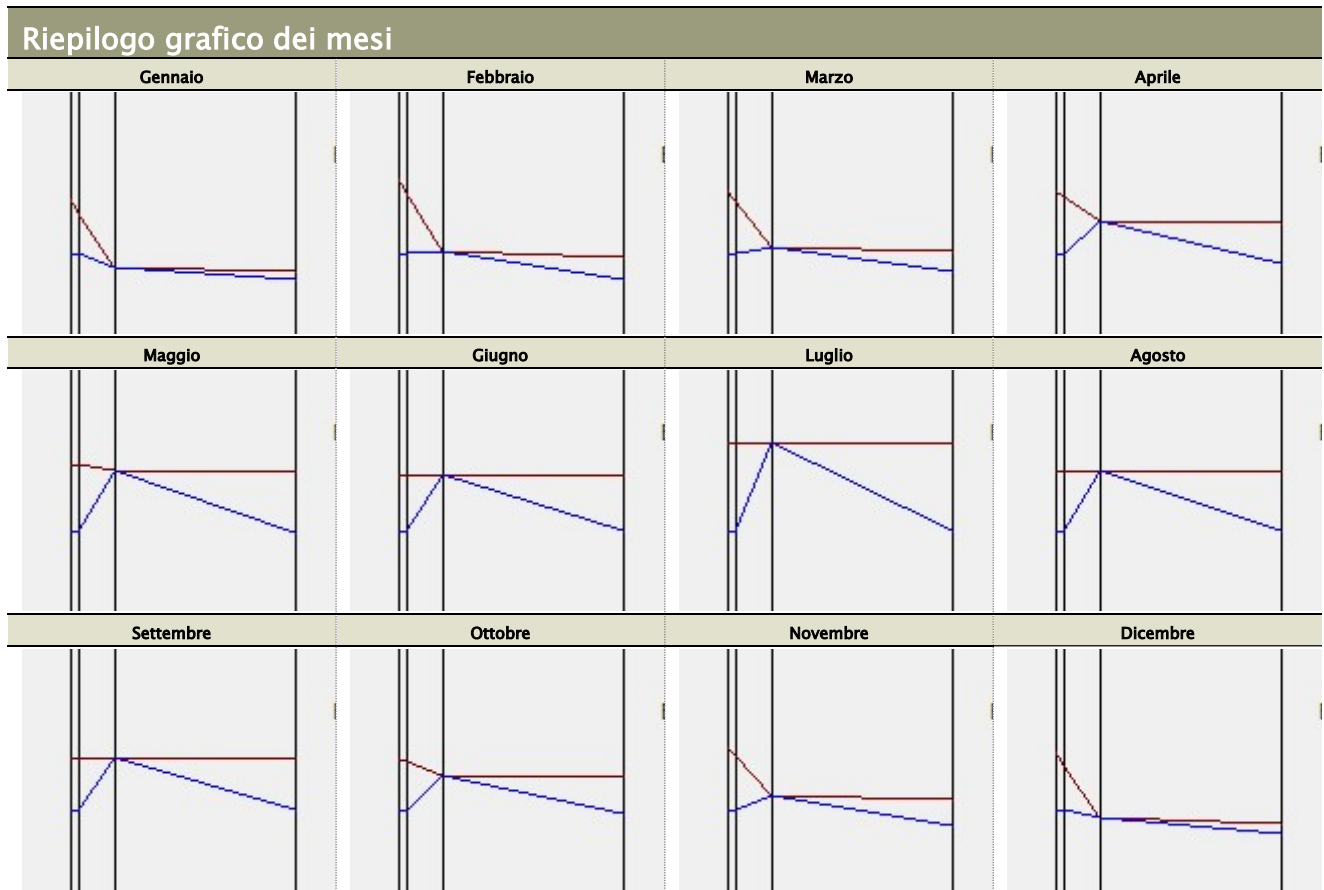 Riepilogo grafico dei mesi
Gennaio Febbraio Marzo Aprile
Maggio Giugno Luglio Agosto
Settembre Ottobre Novembre Dicembre